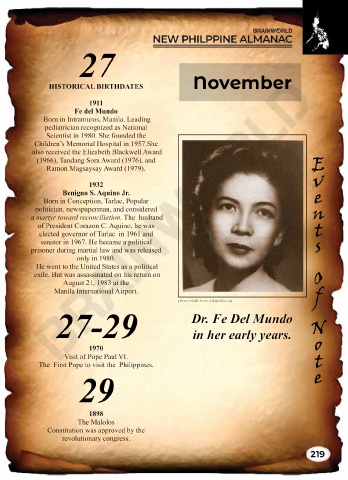 BRAINWORLD
NEW PHILPPINE ALMANAC
27
HISTORICAL BIRTHDATES
1911
Fe del Mundo
Born in Intramuros, Manila. Leading
pediatrician recognized as National
Scientist in 1980. She founded the
Children's Memorial Hospital in 1957.She
also received the Elizabeth Blackwell Award
(1966), Tandang Sora Award (1976), and
Ramon Magsaysay Award (1979).
1932
Benigno S. Aquino Jr.
Born in Conception, Tarlac. Popular
politician, newspaperman, and considered
a martyr toward reconciliation. The husband
of President Corazon C. Aquino, he was
elected governor of Tarlac in 1961 and
senator in 1967. He became a political
prisoner during martial law and was released
only in 1980.
He went to the United States as a political
exile. But was assassinated on his return on
August 21, 1983 at the
Manila International Airport.
27-29
1970
Visit of Pope Paul VI.
The First Pope to visit the Philippines.
29
1898
The Malolos
Constitution was approved by the
revolutionary congress.
November
Dr. Fe Del Mundo
in her early years.
Events Of Note
219